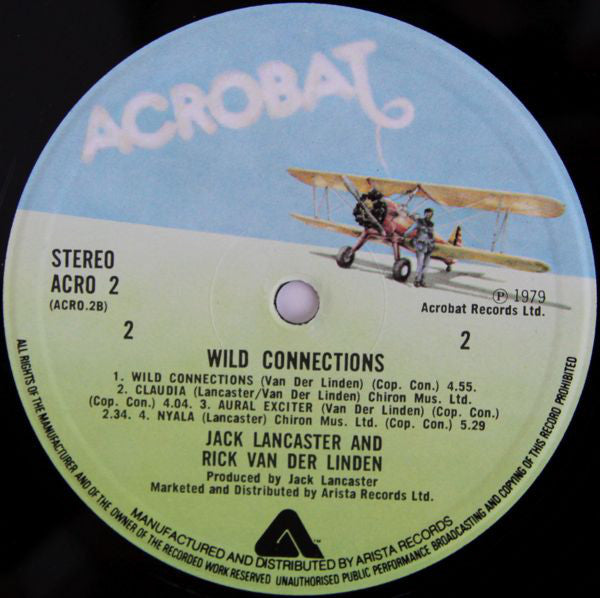 ACROBAT
STEREO
ACRO 2
(ACRO.2B)
℗ 1979
Acrobat Records Ltd.
2
2
WILD CONNECTIONS
1. WILD CONNECTIONS (Van Der Linden) (Cop. Con.) 4.55.
2. CLAUDIA (Lancaster/Van Der Linden) Chiron Mus. Ltd.
(Cop. Con.) 4.04. 3. AURAL EXCITER (Van Der Linden) (Cop. Con.)
2.34. 4. NYALA (Lancaster) Chiron Mus. Ltd. (Cop. Con.) 5.29
JACK LANCASTER AND
RICK VAN DER LINDEN
Produced by Jack Lancaster
Marketed and Distributed by Arista Records Ltd.
MANUFACTURED AND DISTRIBUTED BY ARISTA RECORDS
ALL RIGHTS OF THE MANUFACTURER AND OF THE OWNER OF THE RECORDED WORK RESERVED UNAUTHORISED PUBLIC PERFORMANCE BROADCASTING AND COPYING OF THIS RECORD PROHIBITED